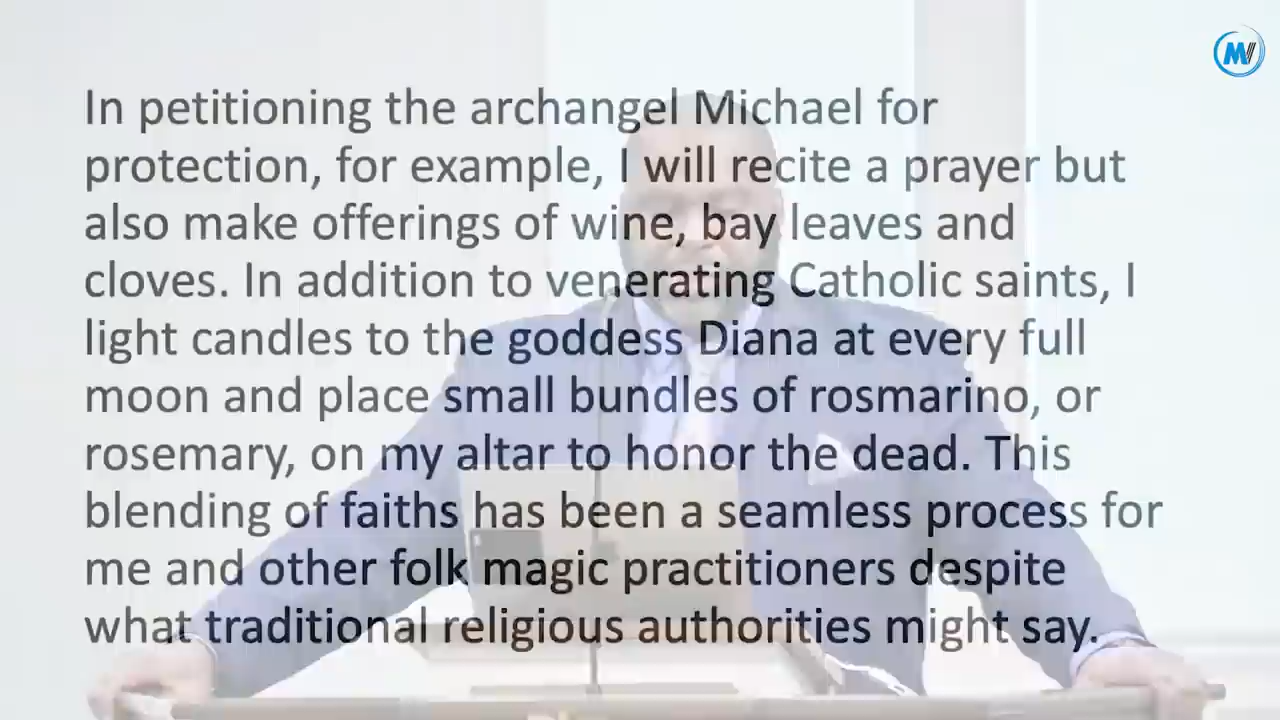 MV
In petitioning the archangel Michael for
protection, for example, I will recite a prayer but
also make offerings of wine, bay leaves and
cloves. In addition to venerating Catholic saints, I
light candles to the goddess Diana at every full
moon and place small bundles of rosmarino, or
rosemary, on my altar to honor the dead. This
blending of faiths has been a seamless process for
me and other folk magic practitioners despite
what traditional religious authorities might say.